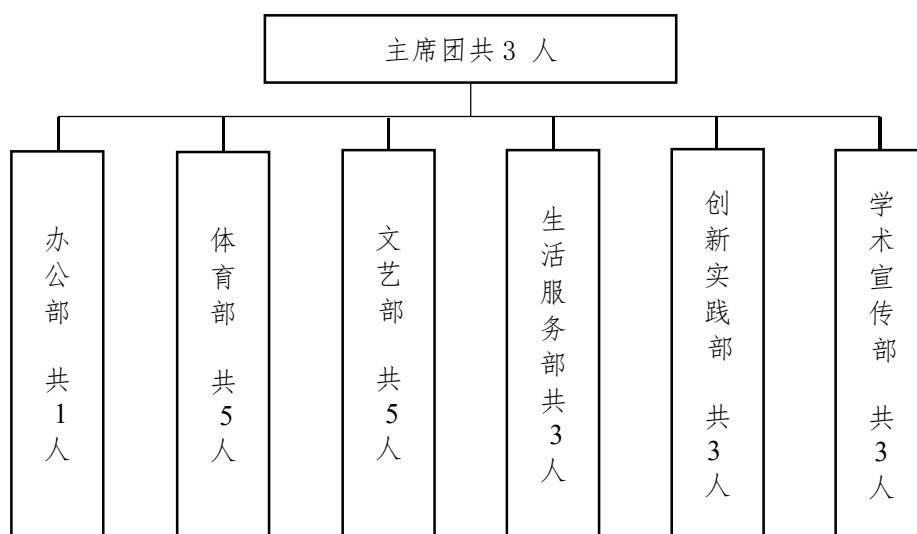 主席团共3 人
办公部 共1人
体育部 共5人
文艺部 共5人
生活服务部共3人
创新实践部 共3人
学术宣传部 共3人